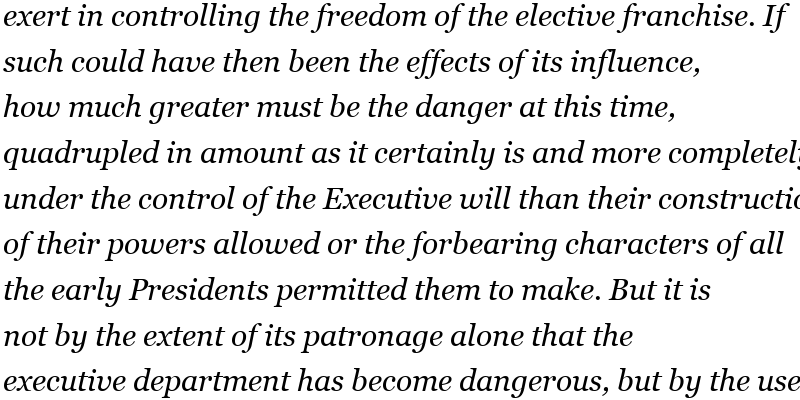 exert in controlling the freedom of the elective franchise. If
such could have then been the effects of its influence,
how much greater must be the danger at this time,
quadrupled in amount as it certainly is and more completely
under the control of the Executive will than their constructio
of their powers allowed or the forbearing characters of all
the early Presidents permitted them to make. But it is
not by the extent of its patronage alone that the
executive department has become dangerous, but by the use